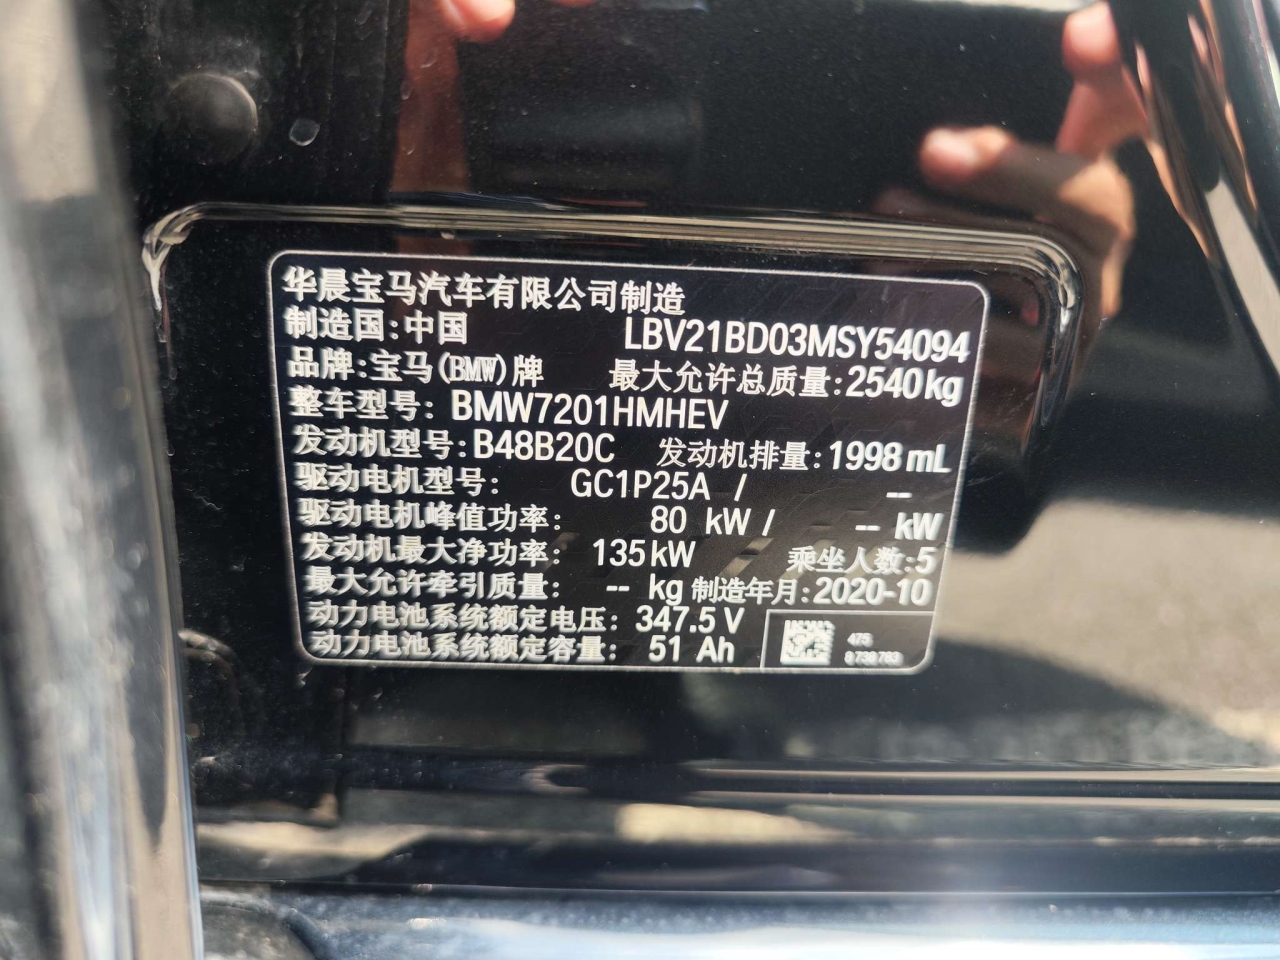 华晨宝马汽车有限公司制造
制造国:中国 LBV21BD03MSY54094
品牌:宝马(BMW)牌 最大允许总质量:2540kg
整车型号: BMW7201HMHEV
发动机型号:B48B20C 发动机排量:1998 mL
驱动电机型号: GC1P25A / --
驱动电机峰值功率: 80 kW / -- kW
发动机最大净功率: 135kW 乘坐人数:5
最大允许牵引质量: -- kg 制造年月:2020-10
动力电池系统额定电压: 347.5 V
动力电池系统额定容量: 51 Ah
475
8738783